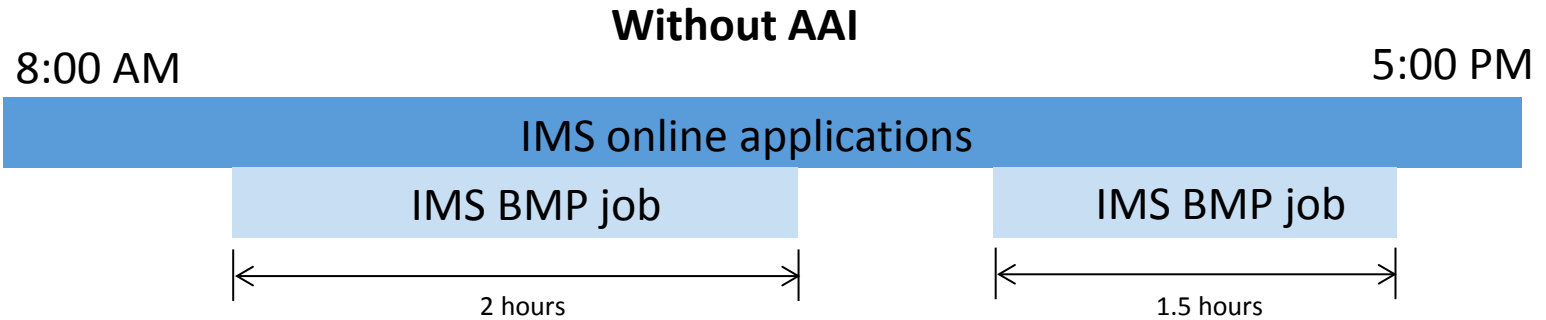 Without AAI
8:00 AM
5:00 PM
IMS online applications
IMS BMP job
IMS BMP job
2 hours
1.5 hours